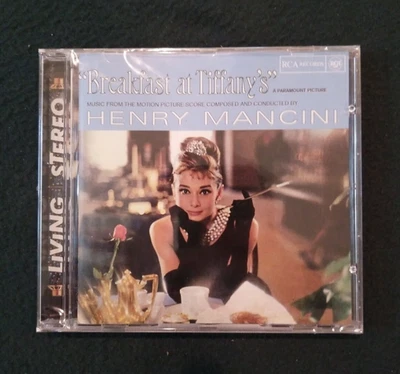 "Breakfast at Tiffany's"
A PARAMOUNT PICTURE
MUSIC FROM THE MOTION PICTURE SCORE COMPOSED AND CONDUCTED BY
HENRY MANCINI
RCA
LIVING STEREO